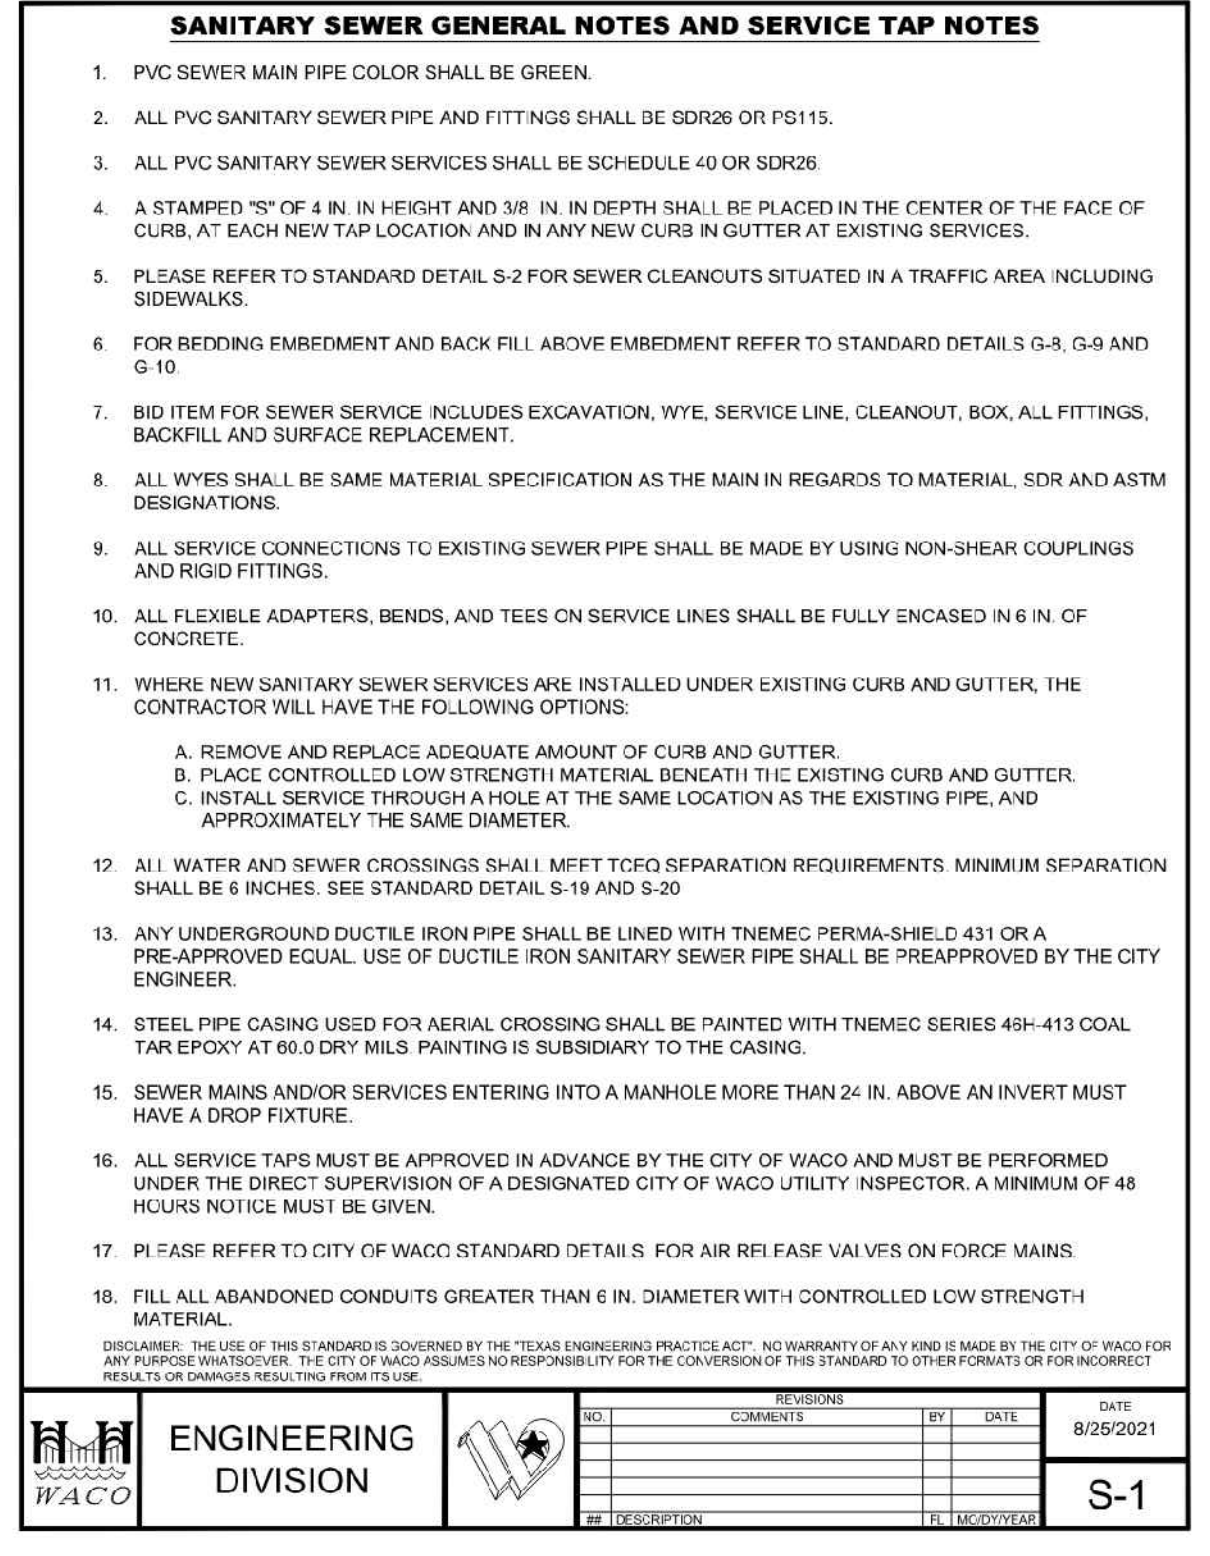 SANITARY SEWER GENERAL NOTES AND SERVICE TAP NOTES
1. PVC SEWER MAIN PIPE COLOR SHALL BE GREEN.
2. ALL PVC SANITARY SEWER PIPE AND FITTINGS SHALL BE SDR26 OR PS115.
3. ALL PVC SANITARY SEWER SERVICES SHALL BE SCHEDULE 40 OR SDR26.
4. A STAMPED "S" OF 4 IN. IN HEIGHT AND 3/8 IN. IN DEPTH SHALL BE PLACED IN THE CENTER OF THE FACE OF
CURB, AT EACH NEW TAP LOCATION AND IN ANY NEW CURB IN GUTTER AT EXISTING SERVICES.
5. PLEASE REFER TO STANDARD DETAIL S-2 FOR SEWER CLEANOUTS SITUATED IN A TRAFFIC AREA INCLUDING
SIDEWALKS.
6. FOR BEDDING EMBEDMENT AND BACK FILL ABOVE EMBEDMENT REFER TO STANDARD DETAILS G-8, G-9 AND
G-10.
7. BID ITEM FOR SEWER SERVICE INCLUDES EXCAVATION, WYE, SERVICE LINE, CLEANOUT, BOX, ALL FITTINGS,
BACKFILL AND SURFACE REPLACEMENT.
8. ALL WYES SHALL BE SAME MATERIAL SPECIFICATION AS THE MAIN IN REGARDS TO MATERIAL, SDR AND ASTM
DESIGNATIONS.
9. ALL SERVICE CONNECTIONS TO EXISTING SEWER PIPE SHALL BE MADE BY USING NON-SHEAR COUPLINGS
AND RIGID FITTINGS.
10. ALL FLEXIBLE ADAPTERS, BENDS, AND TEES ON SERVICE LINES SHALL BE FULLY ENCASED IN 6 IN. OF
CONCRETE.
11. WHERE NEW SANITARY SEWER SERVICES ARE INSTALLED UNDER EXISTING CURB AND GUTTER, THE
CONTRACTOR WILL HAVE THE FOLLOWING OPTIONS:
A. REMOVE AND REPLACE ADEQUATE AMOUNT OF CURB AND GUTTER.
B. PLACE CONTROLLED LOW STRENGTH MATERIAL BENEATH THE EXISTING CURB AND GUTTER.
C. INSTALL SERVICE THROUGH A HOLE AT THE SAME LOCATION AS THE EXISTING PIPE, AND
APPROXIMATELY THE SAME DIAMETER.
12. ALL WATER AND SEWER CROSSINGS SHALL MEET TCEQ SEPARATION REQUIREMENTS. MINIMUM SEPARATION
SHALL BE 6 INCHES. SEE STANDARD DETAIL S-19 AND S-20
13. ANY UNDERGROUND DUCTILE IRON PIPE SHALL BE LINED WITH TNEMEC PERMA-SHIELD 431 OR A
PRE-APPROVED EQUAL. USE OF DUCTILE IRON SANITARY SEWER PIPE SHALL BE PREAPPROVED BY THE CITY
ENGINEER.
14. STEEL PIPE CASING USED FOR AERIAL CROSSING SHALL BE PAINTED WITH TNEMEC SERIES 46H-413 COAL
TAR EPOXY AT 60.0 DRY MILS. PAINTING IS SUBSIDIARY TO THE CASING.
15. SEWER MAINS AND/OR SERVICES ENTERING INTO A MANHOLE MORE THAN 24 IN. ABOVE AN INVERT MUST
HAVE A DROP FIXTURE.
16. ALL SERVICE TAPS MUST BE APPROVED IN ADVANCE BY THE CITY OF WACO AND MUST BE PERFORMED
UNDER THE DIRECT SUPERVISION OF A DESIGNATED CITY OF WACO UTILITY INSPECTOR. A MINIMUM OF 48
HOURS NOTICE MUST BE GIVEN.
17. PLEASE REFER TO CITY OF WACO STANDARD DETAILS FOR AIR RELEASE VALVES ON FORCE MAINS.
18. FILL ALL ABANDONED CONDUITS GREATER THAN 6 IN. DIAMETER WITH CONTROLLED LOW STRENGTH
MATERIAL.
DISCLAIMER: THE USE OF THIS STANDARD IS GOVERNED BY THE "TEXAS ENGINEERING PRACTICE ACT". NO WARRANTY OF ANY KIND IS MADE BY THE CITY OF WACO FOR
ANY PURPOSE WHATSOEVER. THE CITY OF WACO ASSUMES NO RESPONSIBILITY FOR THE CONVERSION OF THIS STANDARD TO OTHER FORMATS OR FOR INCORRECT
RESULTS OR DAMAGES RESULTING FROM ITS USE.
WACO
ENGINEERING
DIVISION
REVISIONS
NO. COMMENTS BY DATE
## DESCRIPTION FL MO/DY/YEAR
DATE
8/25/2021
S-1